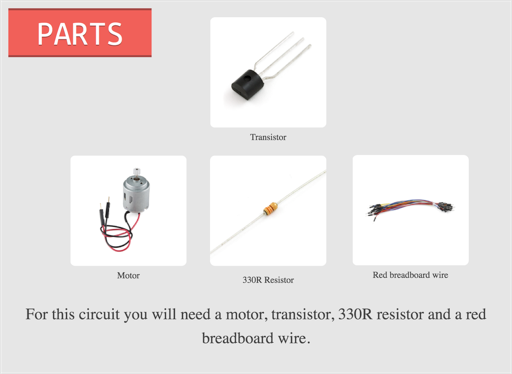 PARTS
Transistor
Motor
330R Resistor
Red breadboard wire
For this circuit you will need a motor, transistor, 330R resistor and a red
breadboard wire.